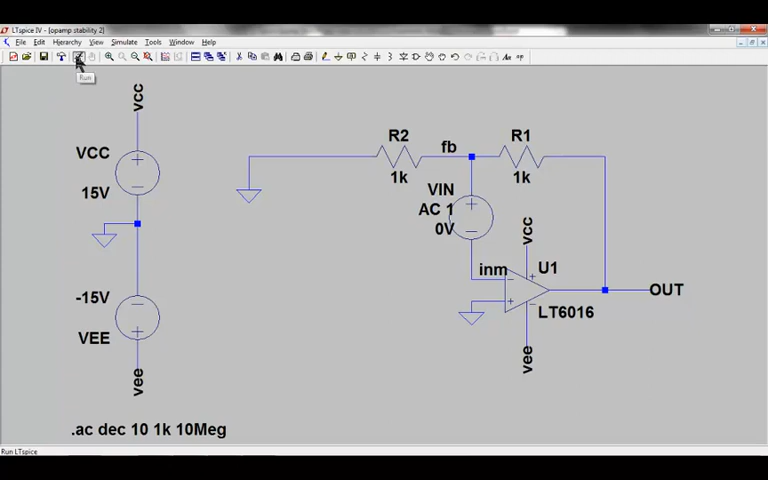 LTspice IV - [opamp stability 2]
File Edit Hierarchy View Simulate Tools Window Help
Run
vcc
VCC
15V
-15V
VEE
vee
R2
1k
fb
R1
1k
VIN
AC 1
0V
vcc
inm
U1
OUT
LT6016
vee
.ac dec 10 1k 10Meg
Run LTspice